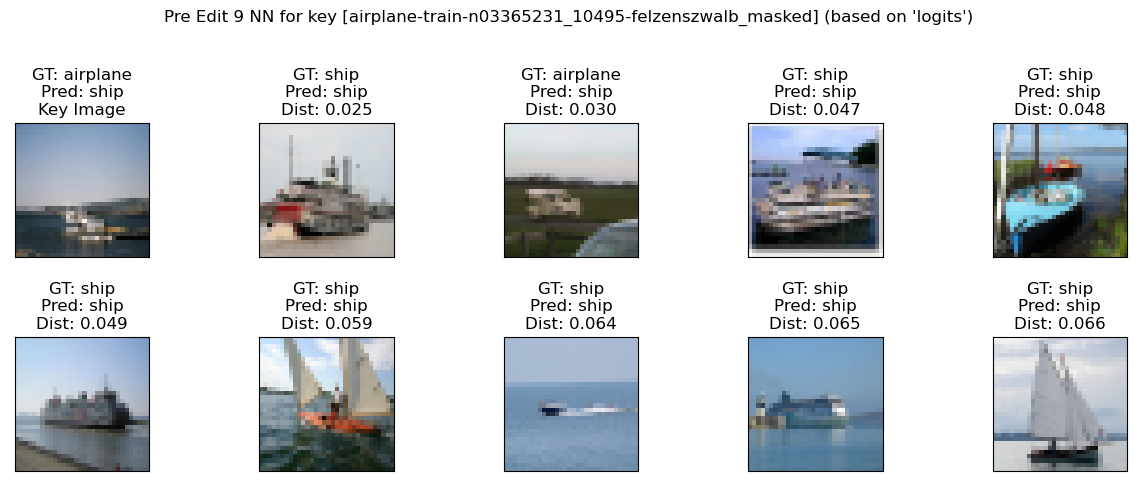 Pre Edit 9 NN for key [airplane-train-n03365231_10495-felzenszwalb_masked] (based on 'logits')
GT: airplane
Pred: ship
Key Image
GT: ship
Pred: ship
Dist: 0.025
GT: airplane
Pred: ship
Dist: 0.030
GT: ship
Pred: ship
Dist: 0.047
GT: ship
Pred: ship
Dist: 0.048
GT: ship
Pred: ship
Dist: 0.049
GT: ship
Pred: ship
Dist: 0.059
GT: ship
Pred: ship
Dist: 0.064
GT: ship
Pred: ship
Dist: 0.065
GT: ship
Pred: ship
Dist: 0.066